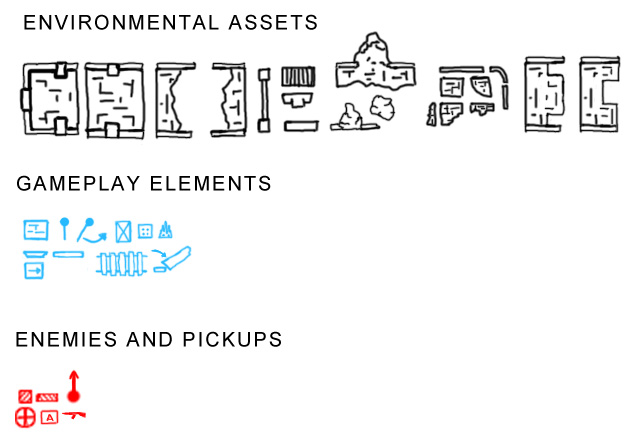 ENVIRONMENTAL ASSETS
GAMEPLAY ELEMENTS
ENEMIES AND PICKUPS
A